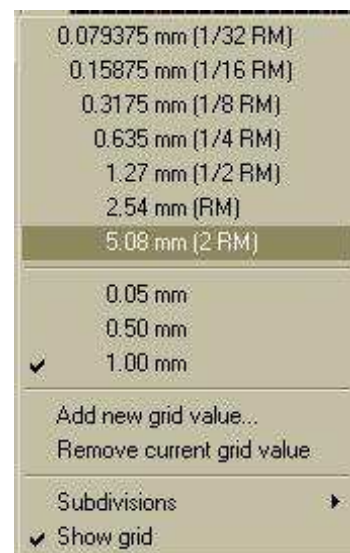 0.079375 mm (1/32 RM)
0.15875 mm (1/16 RM)
0.3175 mm (1/8 RM)
0.635 mm (1/4 RM)
1.27 mm (1/2 RM)
2.54 mm (RM)
5.08 mm (2 RM)
0.05 mm
0.50 mm
1.00 mm
Add new grid value...
Remove current grid value
Subdivisions
Show grid